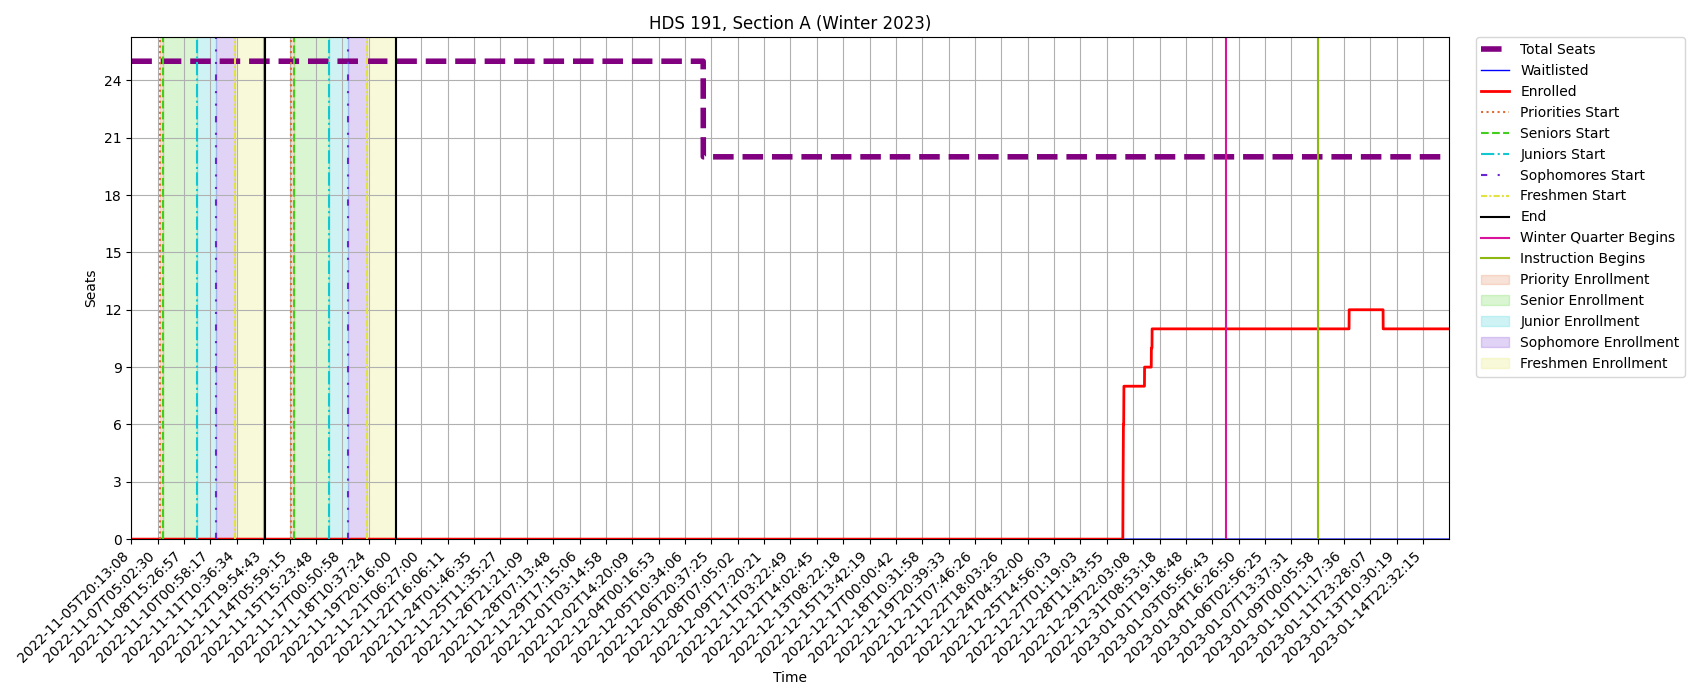 HDS 191, Section A (Winter 2023)
Seats
24
21
18
15
12
9
6
3
0
2022-11-05T20:13:08
2022-11-07T05:02:30
2022-11-08T15:26:57
2022-11-10T00:58:17
2022-11-11T10:36:34
2022-11-12T19:54:43
2022-11-14T05:59:15
2022-11-15T15:23:48
2022-11-17T00:50:58
2022-11-18T10:37:24
2022-11-19T20:16:00
2022-11-21T06:27:00
2022-11-22T16:06:11
2022-11-24T01:46:35
2022-11-25T11:35:27
2022-11-26T21:21:09
2022-11-28T07:13:48
2022-11-29T17:15:06
2022-12-01T03:14:58
2022-12-02T14:20:09
2022-12-04T00:16:53
2022-12-05T10:34:06
2022-12-06T20:37:25
2022-12-08T07:05:02
2022-12-09T17:20:21
2022-12-11T03:22:49
2022-12-12T14:02:45
2022-12-13T08:22:18
2022-12-15T13:42:19
2022-12-17T00:00:42
2022-12-18T10:31:58
2022-12-19T20:39:33
2022-12-21T07:46:26
2022-12-22T18:03:26
2022-12-24T04:32:00
2022-12-25T14:56:03
2022-12-27T01:19:03
2022-12-28T11:43:55
2022-12-29T22:03:08
2022-12-31T08:53:18
2023-01-01T19:18:48
2023-01-03T05:56:43
2023-01-04T16:26:50
2023-01-06T02:56:25
2023-01-07T13:37:31
2023-01-09T00:05:58
2023-01-10T11:17:36
2023-01-11T23:28:07
2023-01-13T10:30:19
2023-01-14T22:32:15
Time
Total Seats
Waitlisted
Enrolled
Priorities Start
Seniors Start
Juniors Start
Sophomores Start
Freshmen Start
End
Winter Quarter Begins
Instruction Begins
Priority Enrollment
Senior Enrollment
Junior Enrollment
Sophomore Enrollment
Freshmen Enrollment